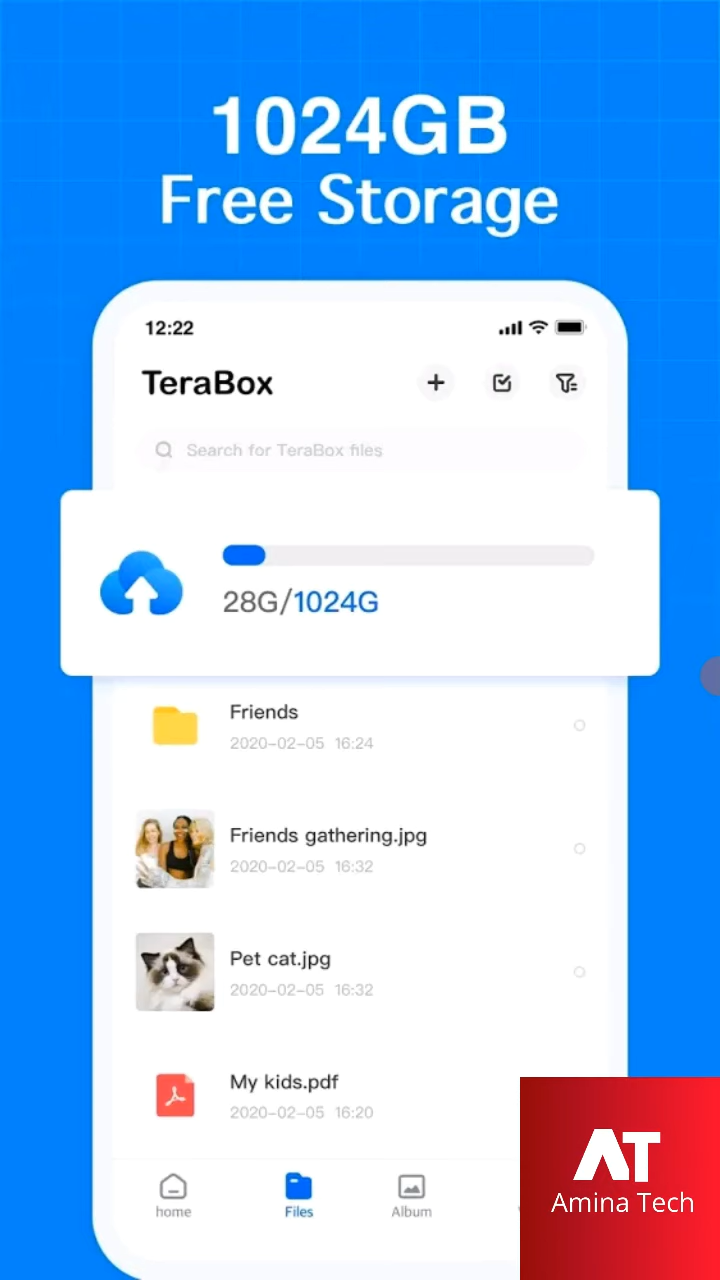 1024GB
Free Storage
12:22
TeraBox
Search for TeraBox files
28G/1024G
Friends
2020-02-05 16:24
Friends gathering.jpg
2020-02-05 16:32
Pet cat.jpg
2020-02-05 16:32
My kids.pdf
2020-02-05 16:20
home
Files
Album
AT
Amina Tech